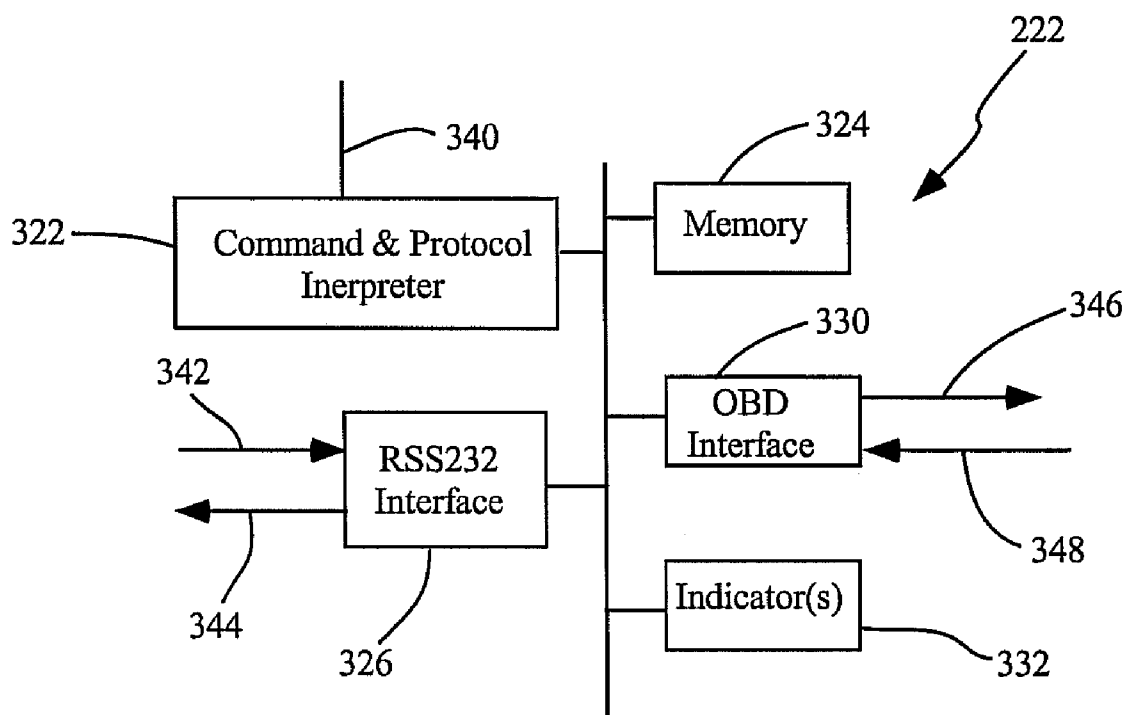 222
324
340
322
Command & Protocol
Inerpreter
Memory
346
330
342
OBD
Interface
RSS232
Interface
348
344
Indicator(s)
326
332